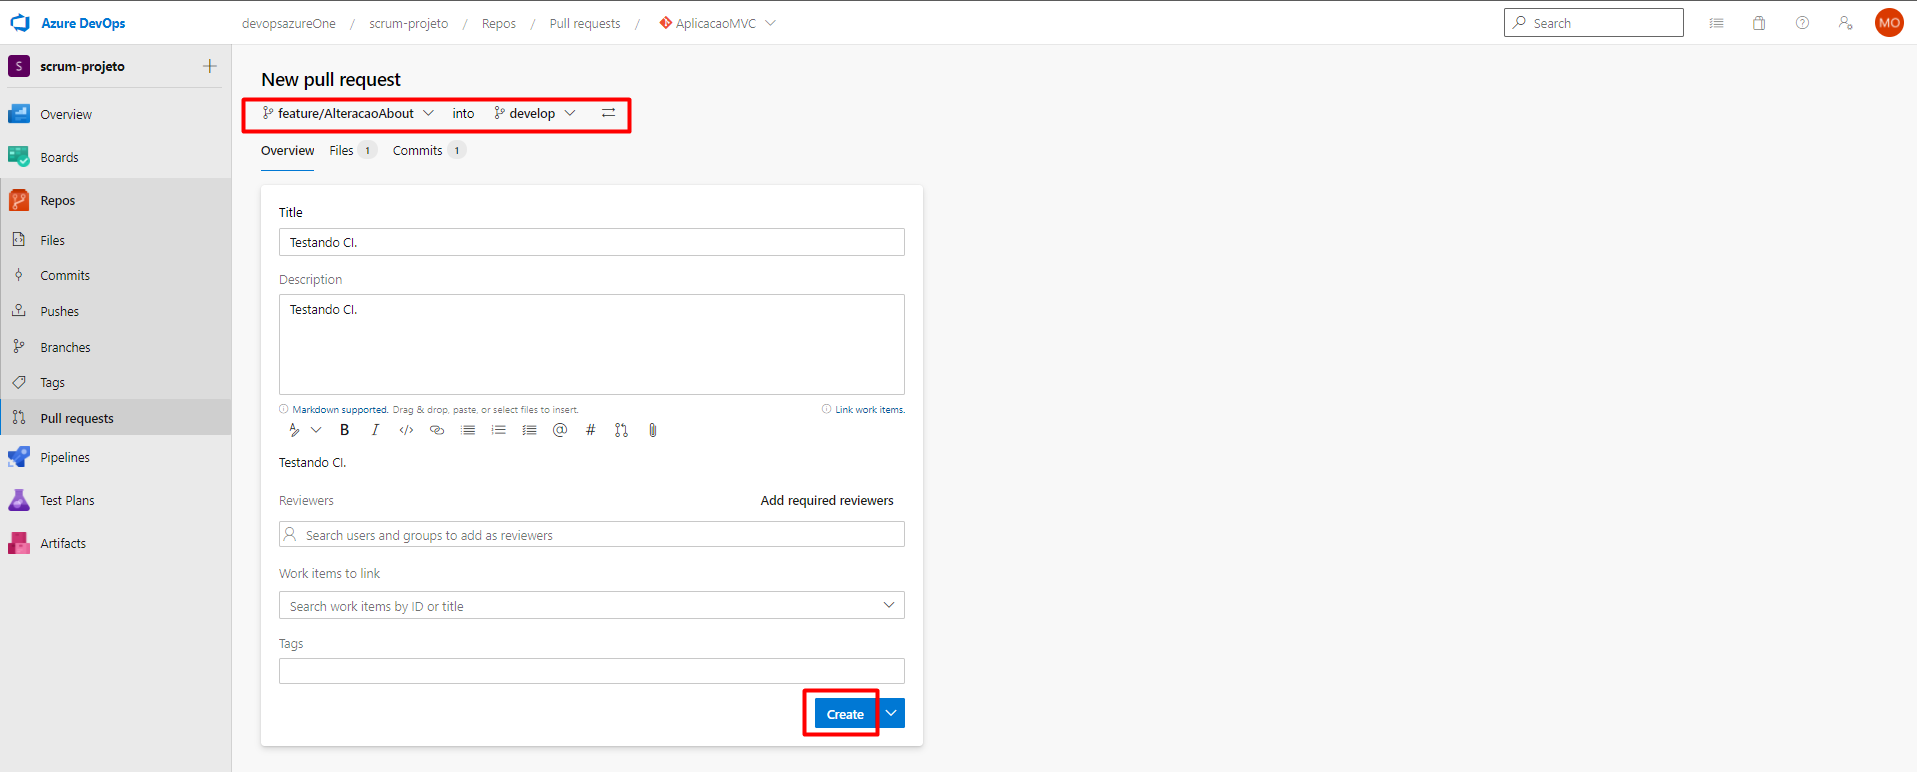 Azure DevOps
devopsazureOne / scrum-projeto / Repos / Pull requests / AplicacaoMVC
Search
MO
S scrum-projeto
Overview
Boards
Repos
Files
Commits
Pushes
Branches
Tags
Pull requests
Pipelines
Test Plans
Artifacts
New pull request
feature/AlteracaoAbout into develop
Overview Files 1 Commits 1
Title
Testando CI.
Description
Testando CI.
Markdown supported. Drag & drop, paste, or select files to insert. Link work items.
B I </> @ #
Testando CI.
Reviewers Add required reviewers
Search users and groups to add as reviewers
Work items to link
Search work items by ID or title
Tags
Create